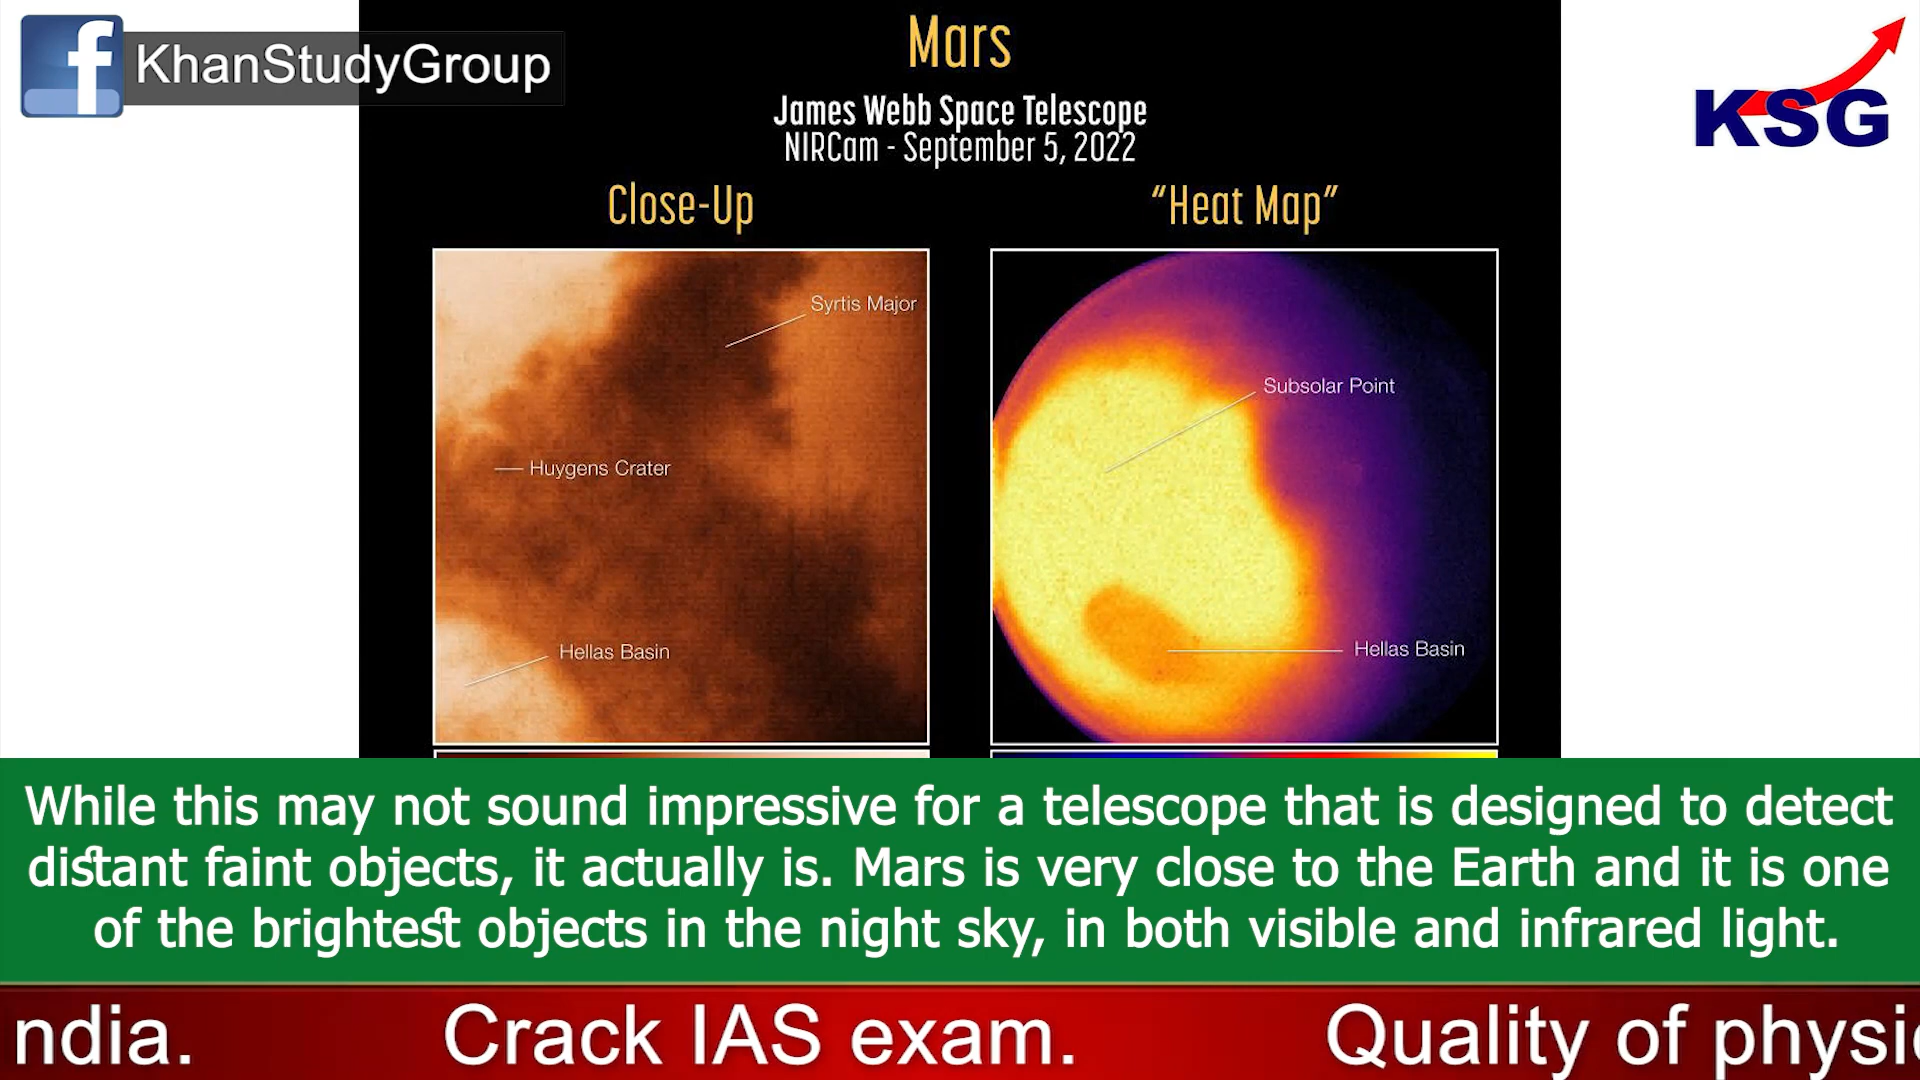 KhanStudyGroup
KSG
Mars
James Webb Space Telescope
NIRCam - September 5, 2022
Close-Up
“Heat Map”
Syrtis Major
Huygens Crater
Hellas Basin
Subsolar Point
Hellas Basin
While this may not sound impressive for a telescope that is designed to detect
distant faint objects, it actually is. Mars is very close to the Earth and it is one
of the brightest objects in the night sky, in both visible and infrared light.
ndia. Crack IAS exam. Quality of physi